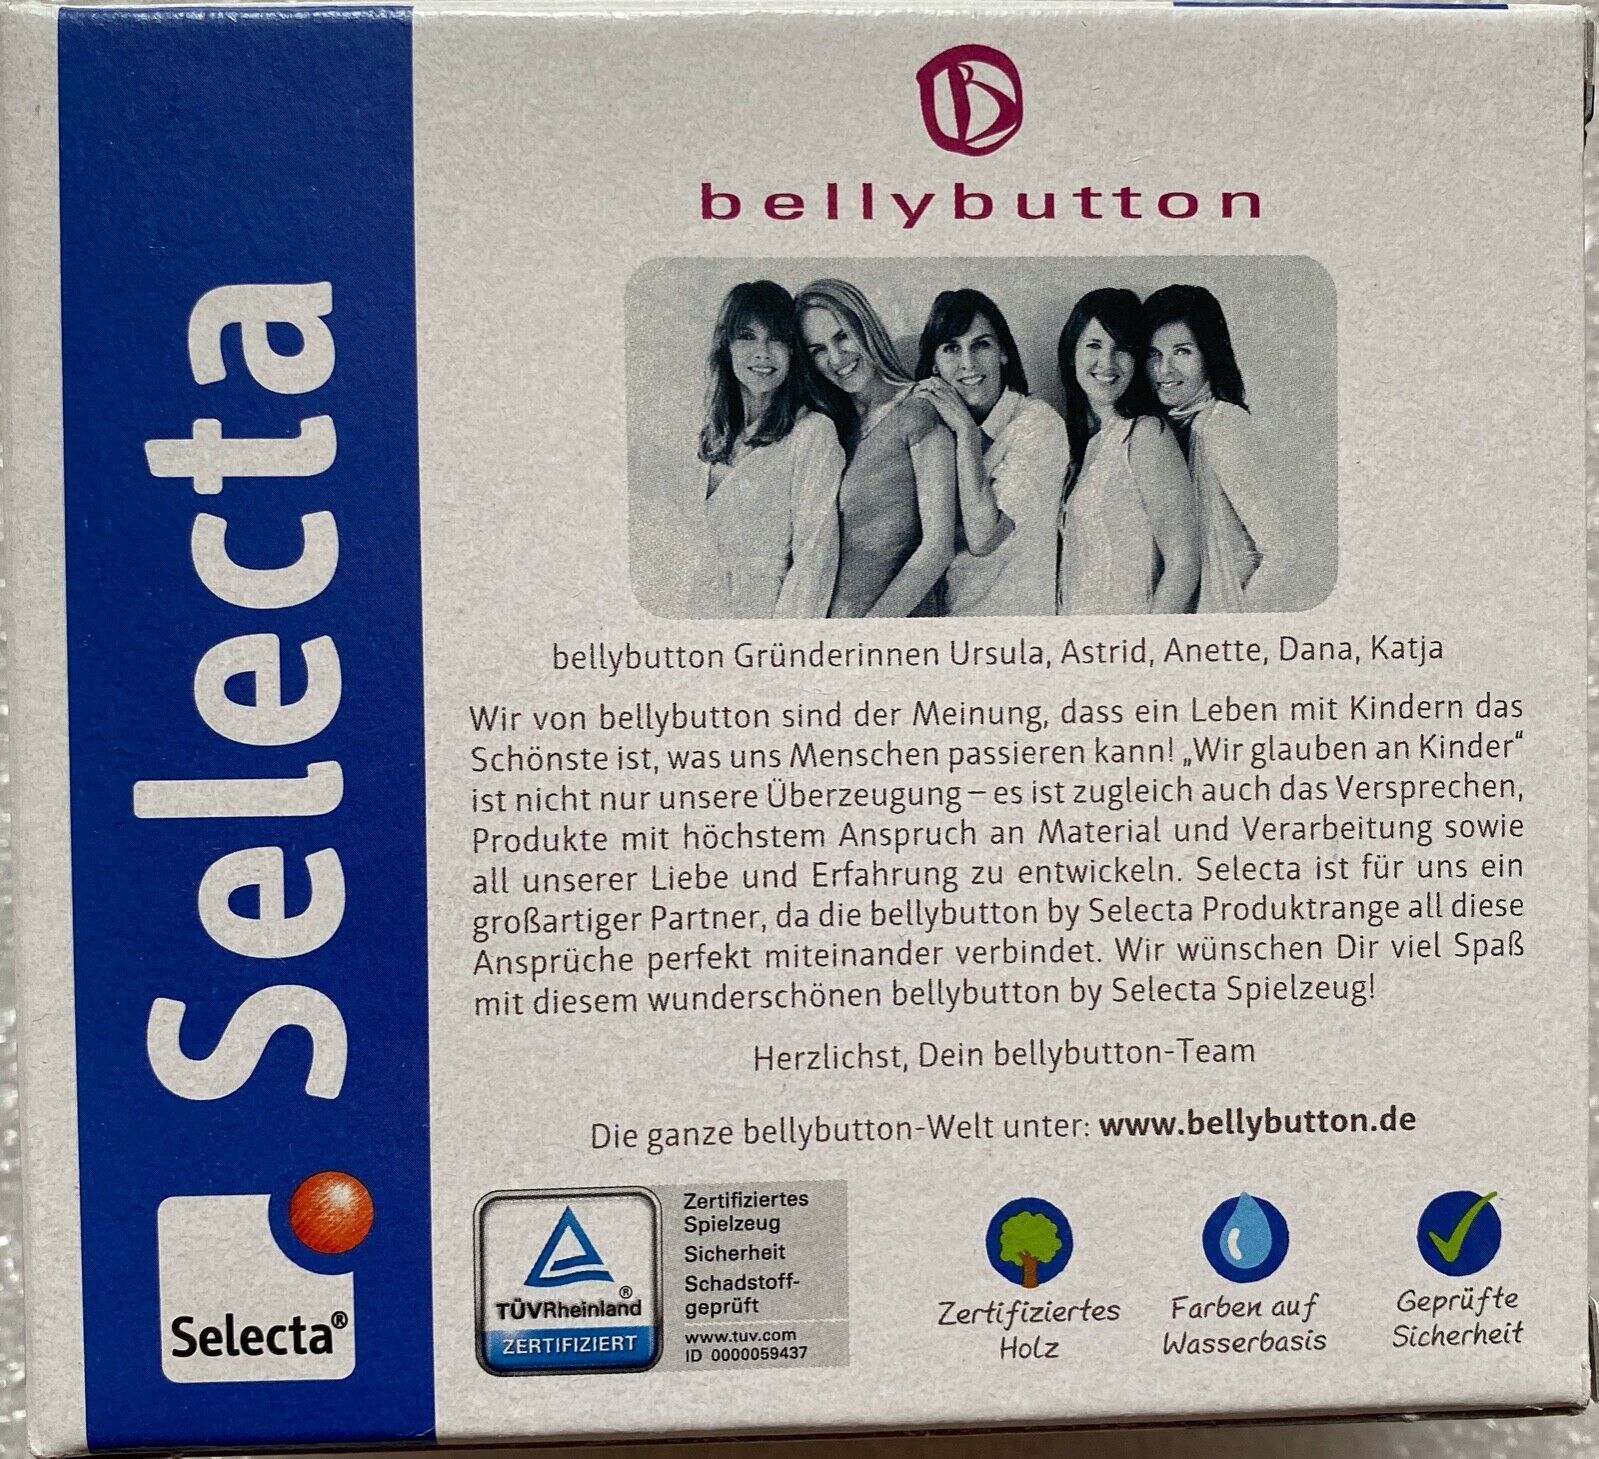 Selecta
B
bellybutton
bellybutton Gründerinnen Ursula, Astrid, Anette, Dana, Katja
Wir von bellybutton sind der Meinung, dass ein Leben mit Kindern das
Schönste ist, was uns Menschen passieren kann! „Wir glauben an Kinder“
ist nicht nur unsere Überzeugung – es ist zugleich auch das Versprechen,
Produkte mit höchstem Anspruch an Material und Verarbeitung sowie
all unserer Liebe und Erfahrung zu entwickeln. Selecta ist für uns ein
großartiger Partner, da die bellybutton by Selecta Produktrange all diese
Ansprüche perfekt miteinander verbindet. Wir wünschen Dir viel Spaß
mit diesem wunderschönen bellybutton by Selecta Spielzeug!
Herzlichst, Dein bellybutton-Team
Die ganze bellybutton-Welt unter: www.bellybutton.de
Selecta®
TÜVRheinland®
ZERTIFIZIERT
Zertifiziertes
Spielzeug
Sicherheit
Schadstoff-
geprüft
www.tuv.com
ID 0000059437
Zertifiziertes
Holz
Farben auf
Wasserbasis
Geprüfte
Sicherheit